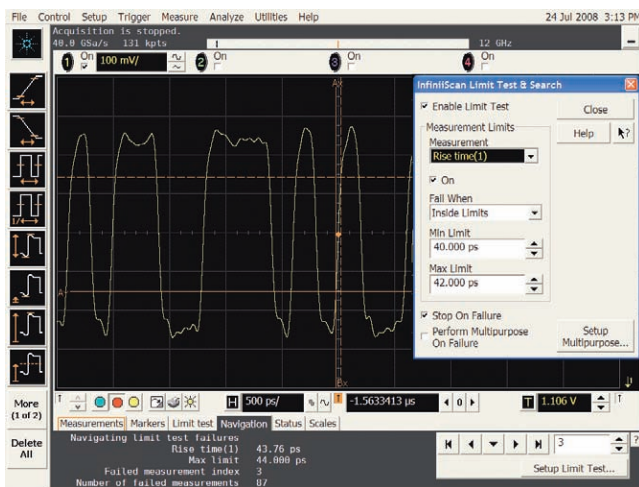 File Control Setup Trigger Measure Analyze Utilities Help 24 Jul 2008 3:13 PM
Acquisition is stopped.
40.0 GSa/s 131 kpts 12 GHz
1 On 100 mV/ 2 On 3 On 4 On
InfiniiScan Limit Test & Search
Enable Limit Test
Close
Measurement Limits
Help
Measurement
Rise time(1)
On
Fail When
Inside Limits
Min Limit
40.000 ps
Max Limit
42.000 ps
Stop On Failure
Perform Multipurpose
On Failure
Setup
Multipurpose...
Ay
A
Bx
1/
More
(1 of 2)
Delete
All
T H 500 ps/ T -1.5633413 µs 0 T 1.106 V T
Measurements Markers Limit test Navigation Status Scales
Navigating limit test failures
Rise time(1) 43.76 ps
Max limit 44.000 ps
Failed measurement index 3
Number of failed measurements 87
3
?
Setup Limit Test...